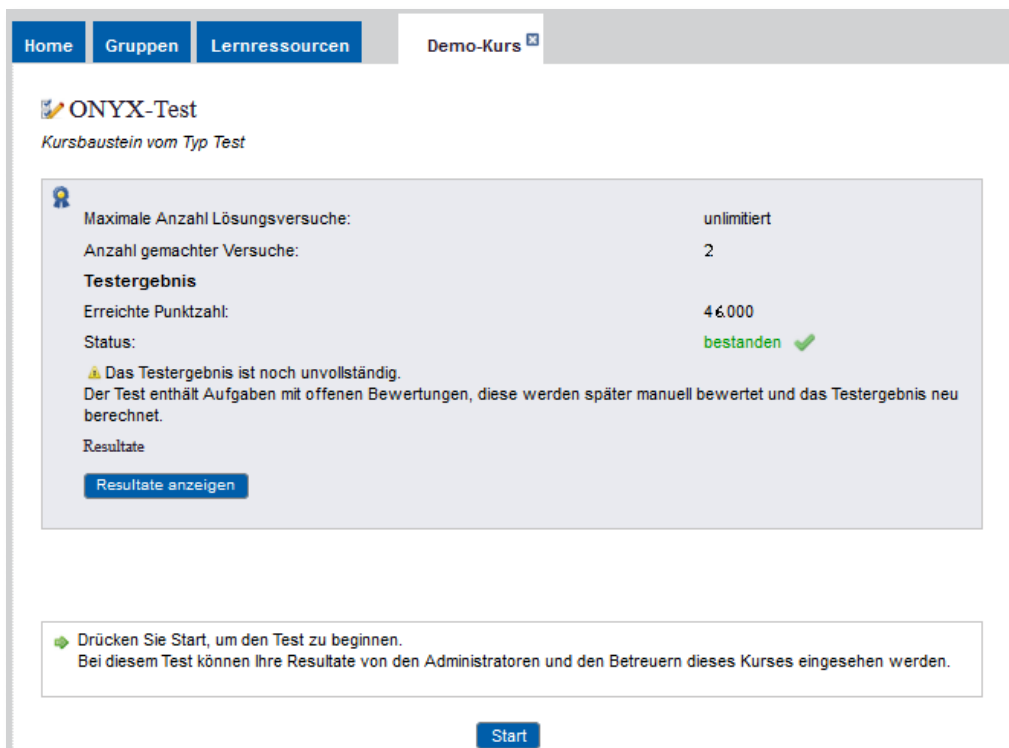 Home Gruppen Lernressourcen Demo-Kurs
ONYX-Test
Kursbaustein vom Typ Test
Maximale Anzahl Lösungsversuche: unlimitiert
Anzahl gemachter Versuche: 2
Testergebnis
Erreichte Punktzahl: 46.000
Status: bestanden
Das Testergebnis ist noch unvollständig.
Der Test enthält Aufgaben mit offenen Bewertungen, diese werden später manuell bewertet und das Testergebnis neu
berechnet.
Resultate
Resultate anzeigen
Drücken Sie Start, um den Test zu beginnen.
Bei diesem Test können Ihre Resultate von den Administratoren und den Betreuern dieses Kurses eingesehen werden.
Start